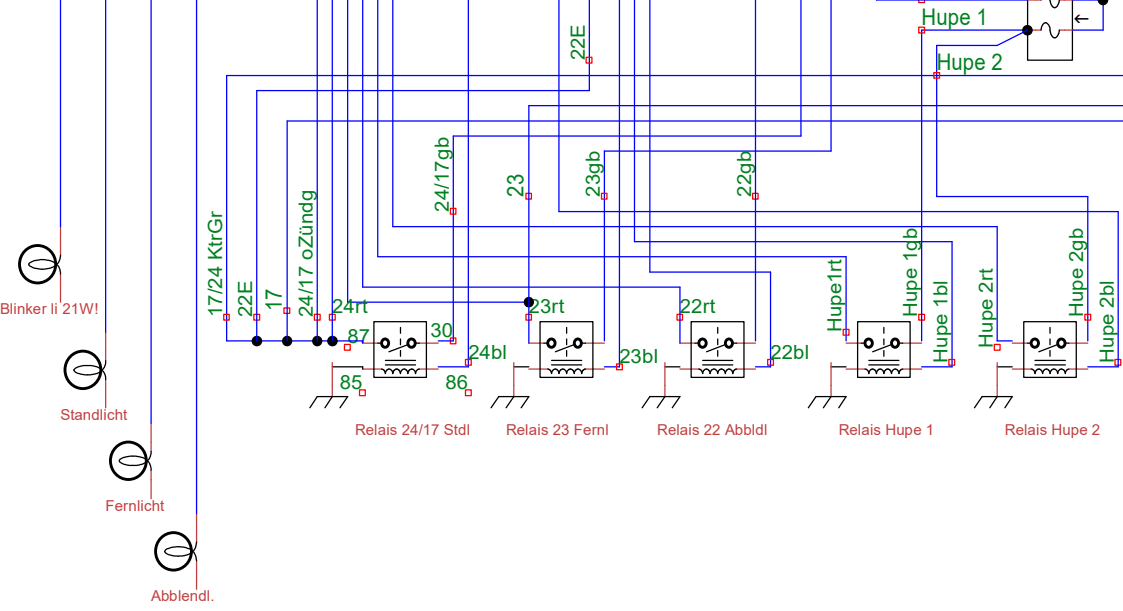 Hupe 1
22E
Hupe 2
24/17gb
23
23gb
22gb
17/24 KtrGr
22E
17
24/17 oZündg
24rt
87
30
24bl
85
86
23rt
23bl
22rt
22bl
Hupe1rt
Hupe 1gb
Hupe 1bl
Hupe 2rt
Hupe 2gb
Hupe 2bl
Blinker li 21W!
Standlicht
Fernlicht
Abblendl.
Relais 24/17 Stdl
Relais 23 Fernl
Relais 22 Abbldl
Relais Hupe 1
Relais Hupe 2